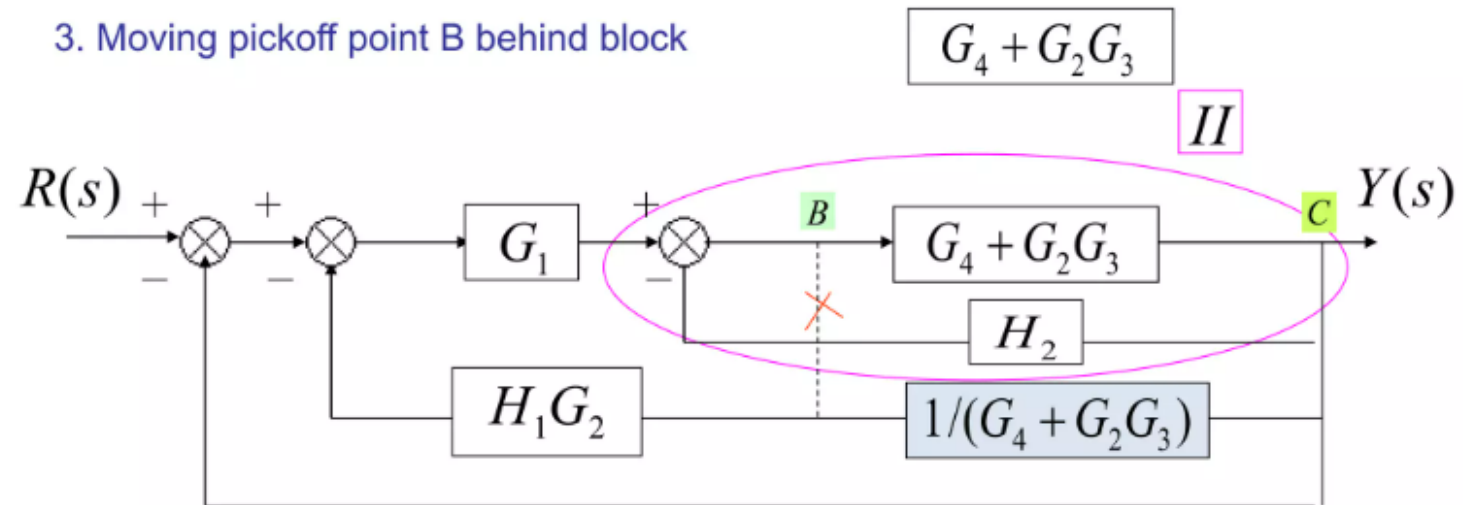 3. Moving pickoff point B behind block
G₄ + G₂G₃
II
R(s) + + + B C Y(s)
G₁ G₄ + G₂G₃
− − −
H₂
H₁G₂ 1/(G₄ + G₂G₃)